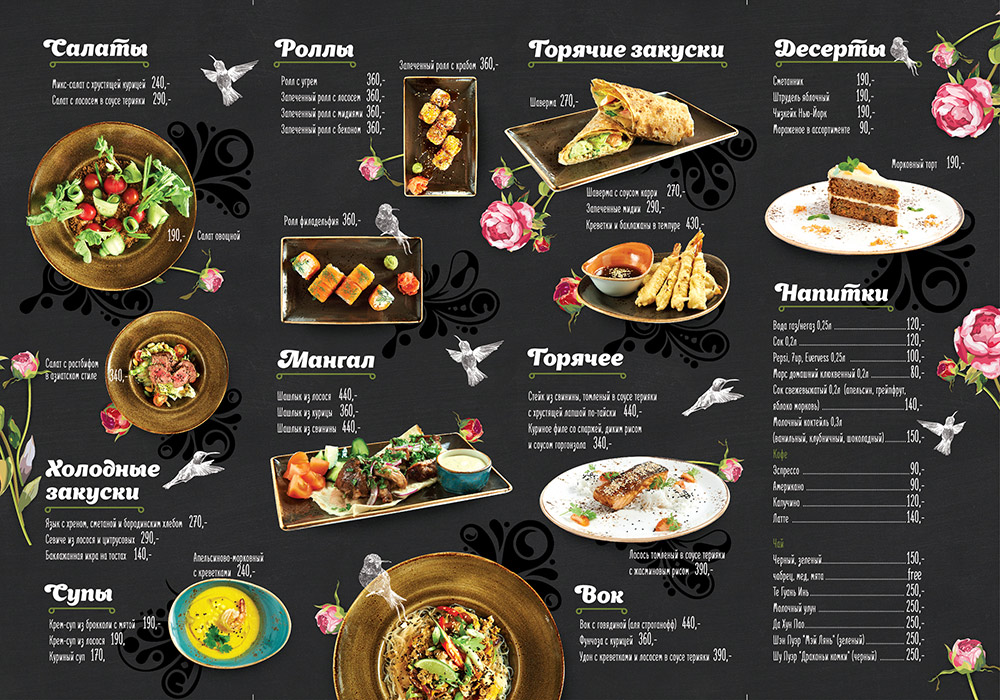 Салаты
Микс-салат с хрустящей курицей 240,-
Салат с лососем в соусе терияки 290,-
190,- Салат овощной
Салат с ростбифом
в азиатском стиле 340,-
Холодные
закуски
Язык с хреном, сметаной и бородинским хлебом 270,-
Севиче из лосося и цитрусовых 290,-
Баклажанная икра на тостах 140,-
Апельсиново-морковный
с креветками 240,-
Супы
Крем-суп из брокколи с мятой 190,-
Крем-суп из лосося 190,
Куриный суп 170,
Роллы
Запеченный ролл с крабом 360,-
Ролл с угрем 360,-
Запеченный ролл с лососем 360,-
Запеченный ролл с мидиями 360,-
Запеченный ролл с беконом 360,-
Ролл филадельфия 360,-
Мангал
Шашлык из лосося 440,-
Шашлык из курицы 360,-
Шашлык из свинины 440,-
Горячие закуски
Шаверма 270,-
Шаверма с соусом карри 270,-
Запеченные мидии 290,-
Креветки и баклажаны в темпуре 430,-
Горячее
Стейк из свинины, томленный в соусе терияки
с хрустящей лапшой по-тайски 440,-
Куриное филе со спаржей, диким рисом
и соусом горгонзола 340,-
Лосось томленый в соусе терияки
с жасминовым рисом 390,-
Вок
Вок с говядиной (аля строганофф) 440,-
Фунчоза с курицей 360,-
Удон с креветками и лососем в соусе терияки 390,-
Десерты
Сметанник 190,-
Штрудель яблочный 190,-
Чизкейк Нью-Йорк 190,-
Мороженое в ассортименте 90,-
Морковный торт 190,-
Напитки
Вода газ/негаз 0,25л 120,-
Сок 0,2л 120,-
Pepsi, 7up, Evervess 0,25л 100,-
Морс домашний клюквенный 0,2л 80,-
Сок свежевыжатый 0,2л (апельсин, грейпфрут,
яблоко морковь) 140,-
Молочный коктейль 0,3л
(ванильный, клубничный, шоколадный) 150,-
Кофе
Эспрессо 90,-
Американо 90,-
Капучино 120,-
Латте 140,-
Чай
Черный, зеленый 150,-
чабрец, мед, мята free
Те Гуань Инь 250,-
Молочный улун 250,-
Да Хун Пао 250,-
Шэн Пуэр "Мэй Лянь" (зеленый) 250,-
Шу Пуэр "Драконьи комки" (черный) 250,-